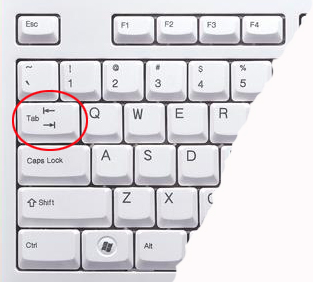 Esc F1 F2 F3 F4
~ ! @ # $ %
` 1 2 3 4 5
Tab Q W E R
Caps Lock A S D
Shift Z X
Ctrl Alt